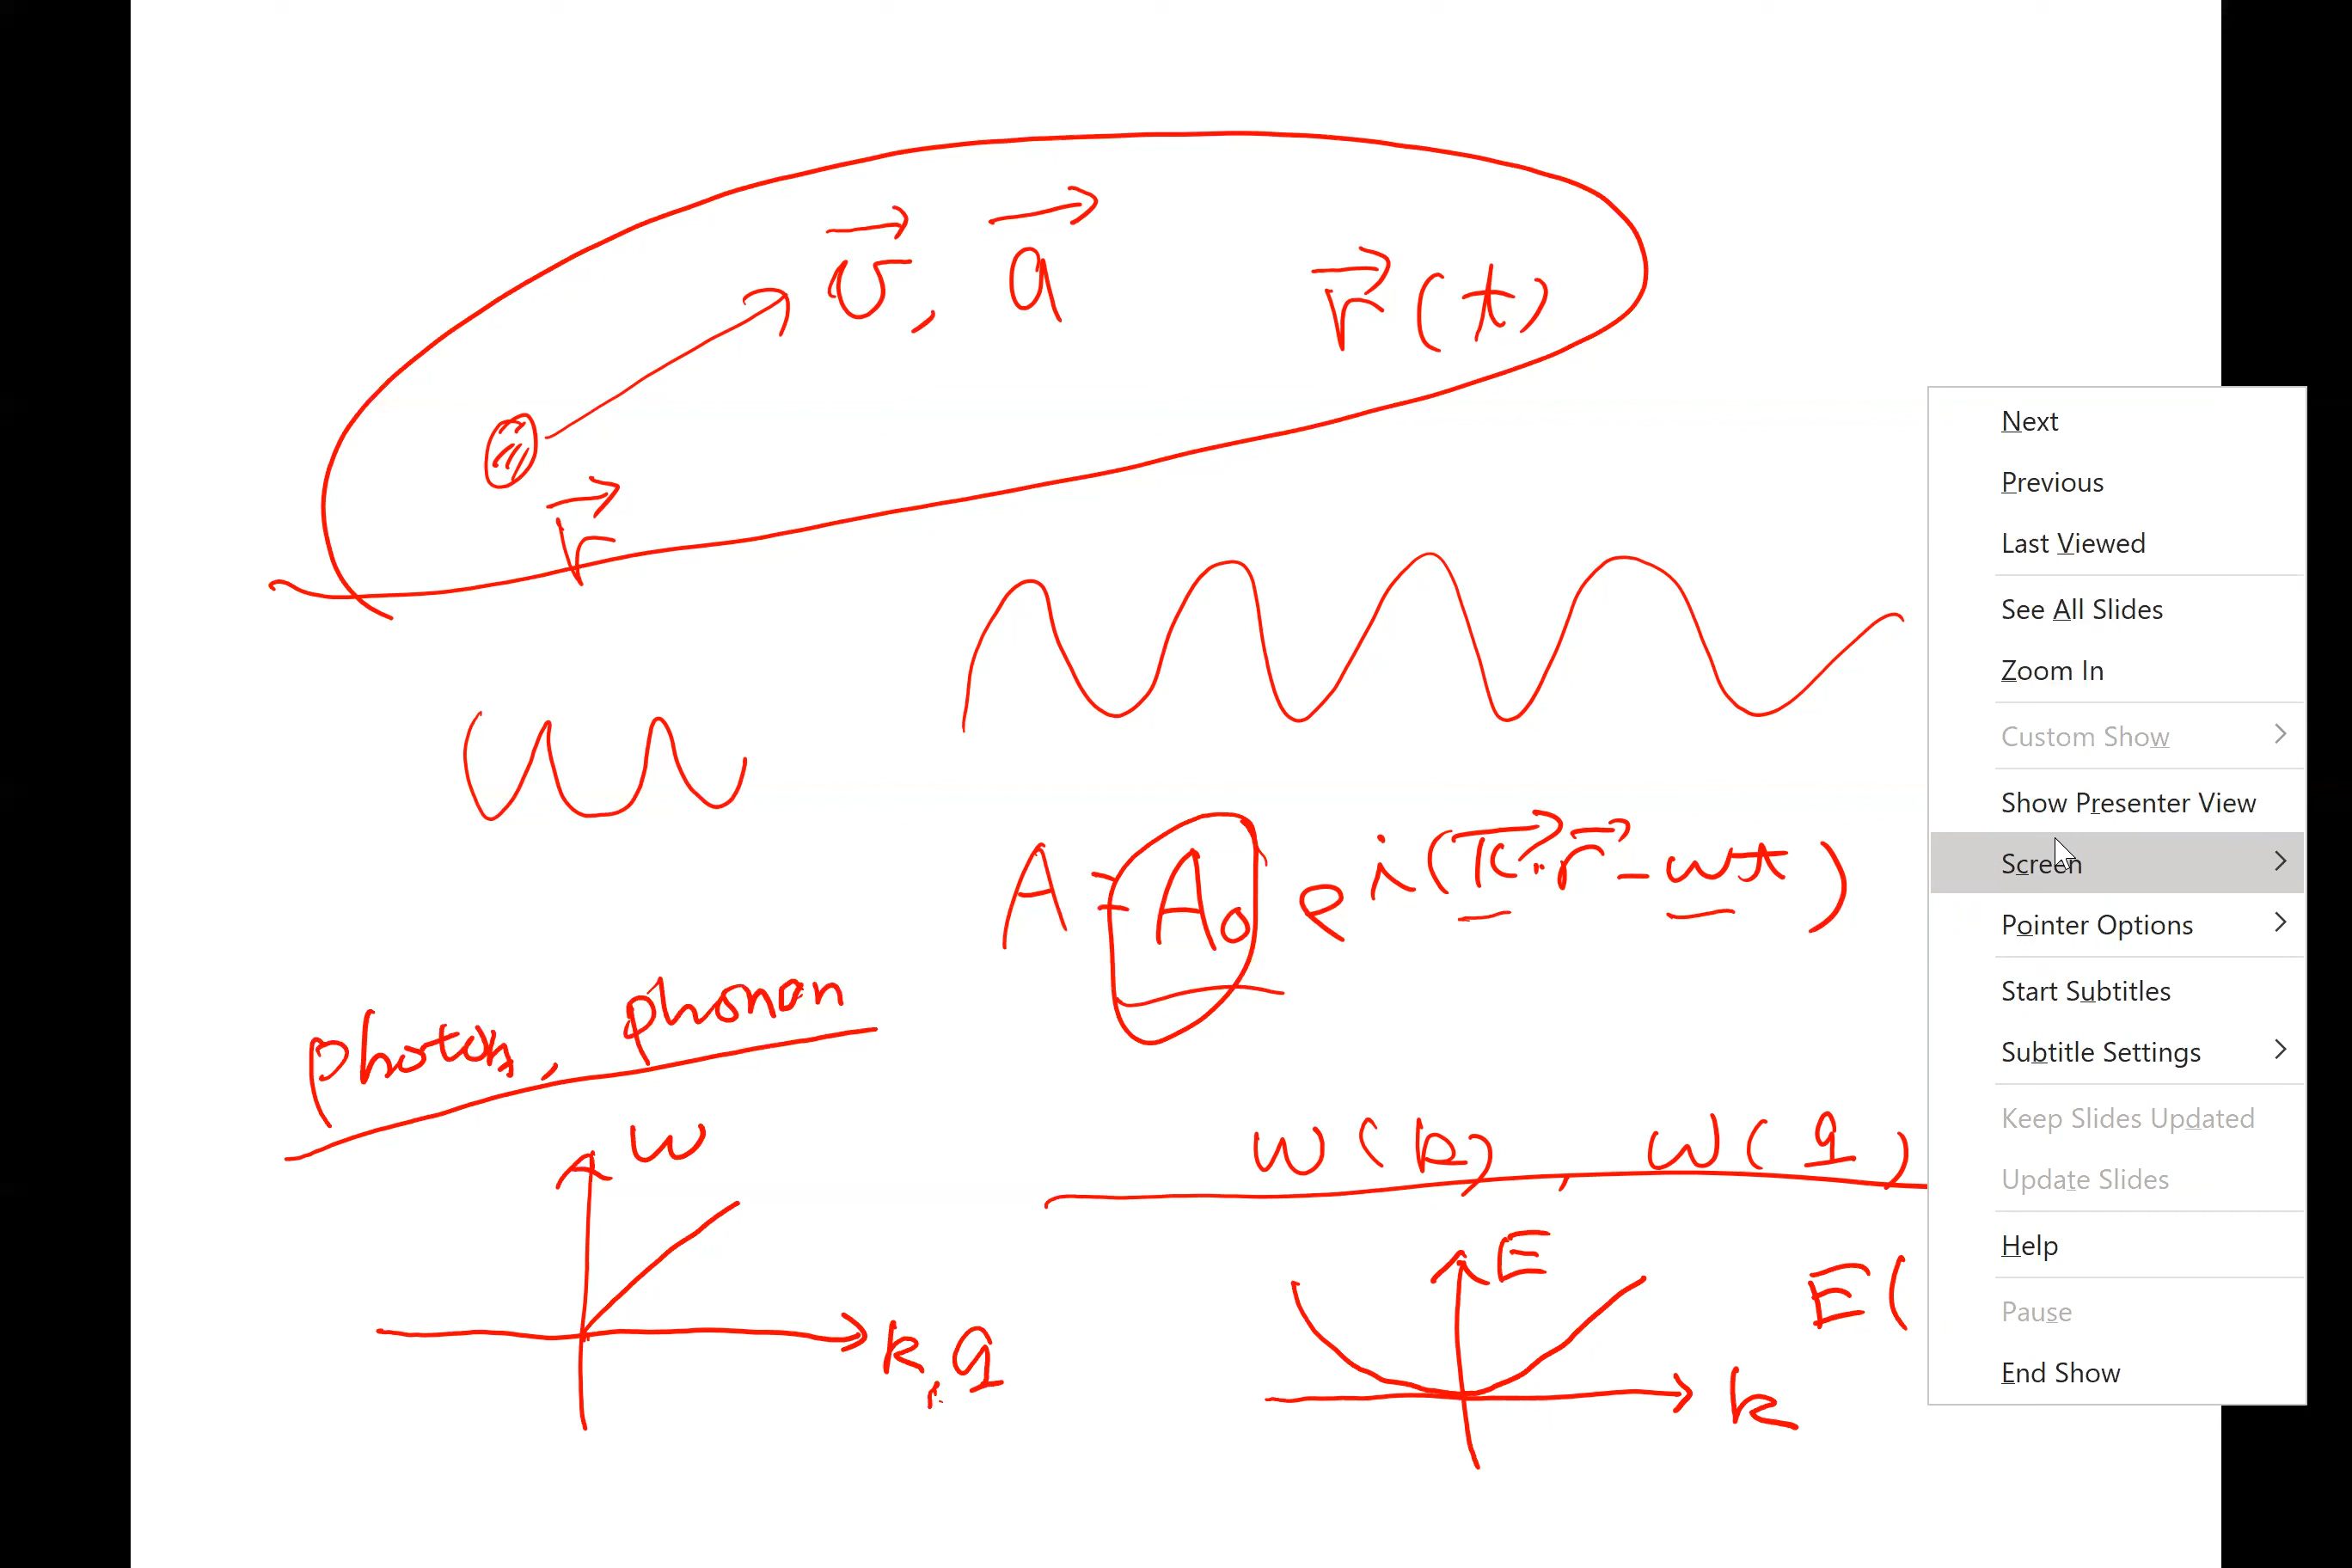 v⃗, a⃗ r⃗(t)
r⃗
A = A₀ e^{i(k⃗·r⃗ - ωt)}
photon, phonon
ω(k), ω(q)
ω
E
E(
k, q
k
Next
Previous
Last Viewed
See All Slides
Zoom In
Custom Show
Show Presenter View
Screen
Pointer Options
Start Subtitles
Subtitle Settings
Keep Slides Updated
Update Slides
Help
Pause
End Show